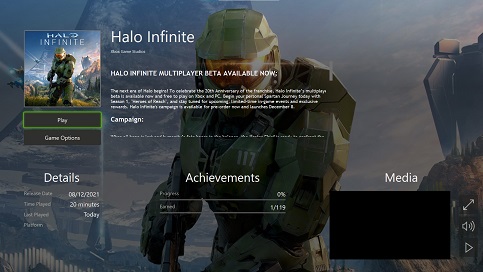 HALO
INFINITE
Play
Game Options
Halo Infinite
Xbox Game Studios
HALO INFINITE MULTIPLAYER BETA AVAILABLE NOW:
The next era of Halo begins! To celebrate the 20th Anniversary of the franchise, Halo Infinite's multiplayer
beta is available now and free to play on Xbox and PC. Begin your personal Spartan Journey today with
Season 1, 'Heroes of Reach', and stay tuned for upcoming, limited-time in-game events and exclusive
rewards. Halo Infinite's campaign is available for pre-order now and launches December 8.
Campaign:
117
Details
Release Date 08/12/2021
Time Played 20 minutes
Last Played Today
Platform
Achievements
Progress 0%
Earned 1/119
Media